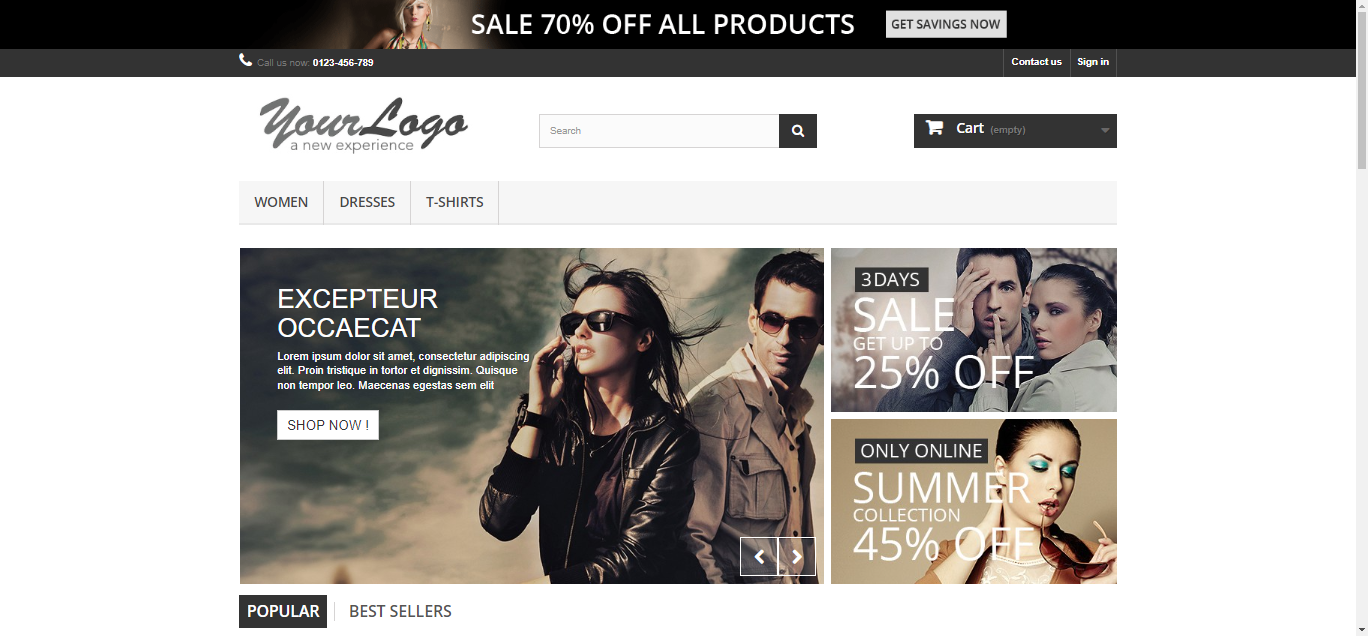 SALE 70% OFF ALL PRODUCTS GET SAVINGS NOW
Call us now: 0123-456-789 Contact us Sign in
YourLogo
a new experience
Search
Cart (empty)
WOMEN DRESSES T-SHIRTS
EXCEPTEUR
OCCAECAT
Lorem ipsum dolor sit amet, consectetur adipiscing
elit. Proin tristique in tortor et dignissim. Quisque
non tempor leo. Maecenas egestas sem elit
SHOP NOW !
3 DAYS
SALE
GET UP TO
25% OFF
ONLY ONLINE
SUMMER
COLLECTION
45% OFF
POPULAR BEST SELLERS